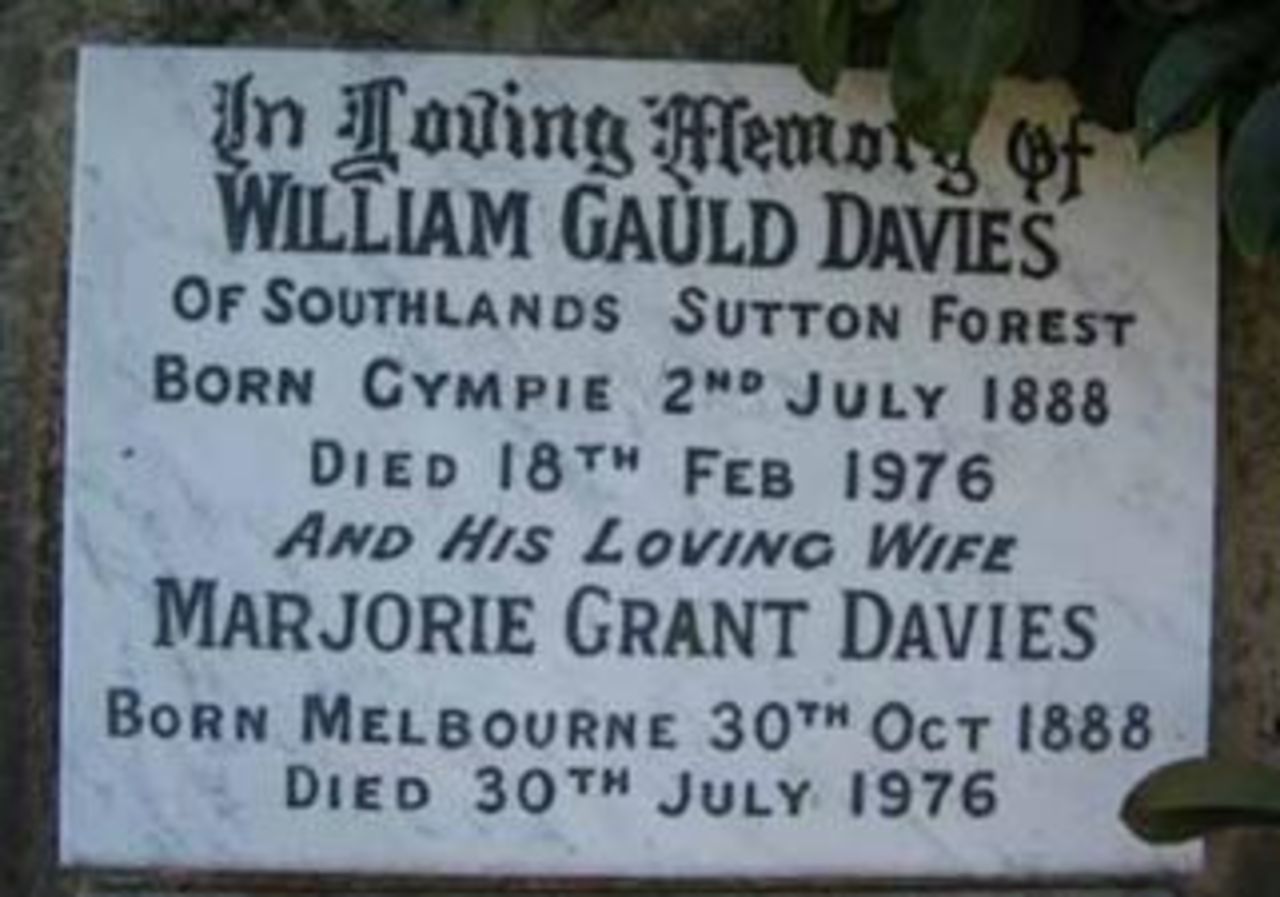 In Loving Memory Of
WILLIAM GAULD DAVIES
OF SOUTHLANDS SUTTON FOREST
BORN GYMPIE 2ND JULY 1888
DIED 18TH FEB 1976
AND HIS LOVING WIFE
MARJORIE GRANT DAVIES
BORN MELBOURNE 30TH OCT 1888
DIED 30TH JULY 1976